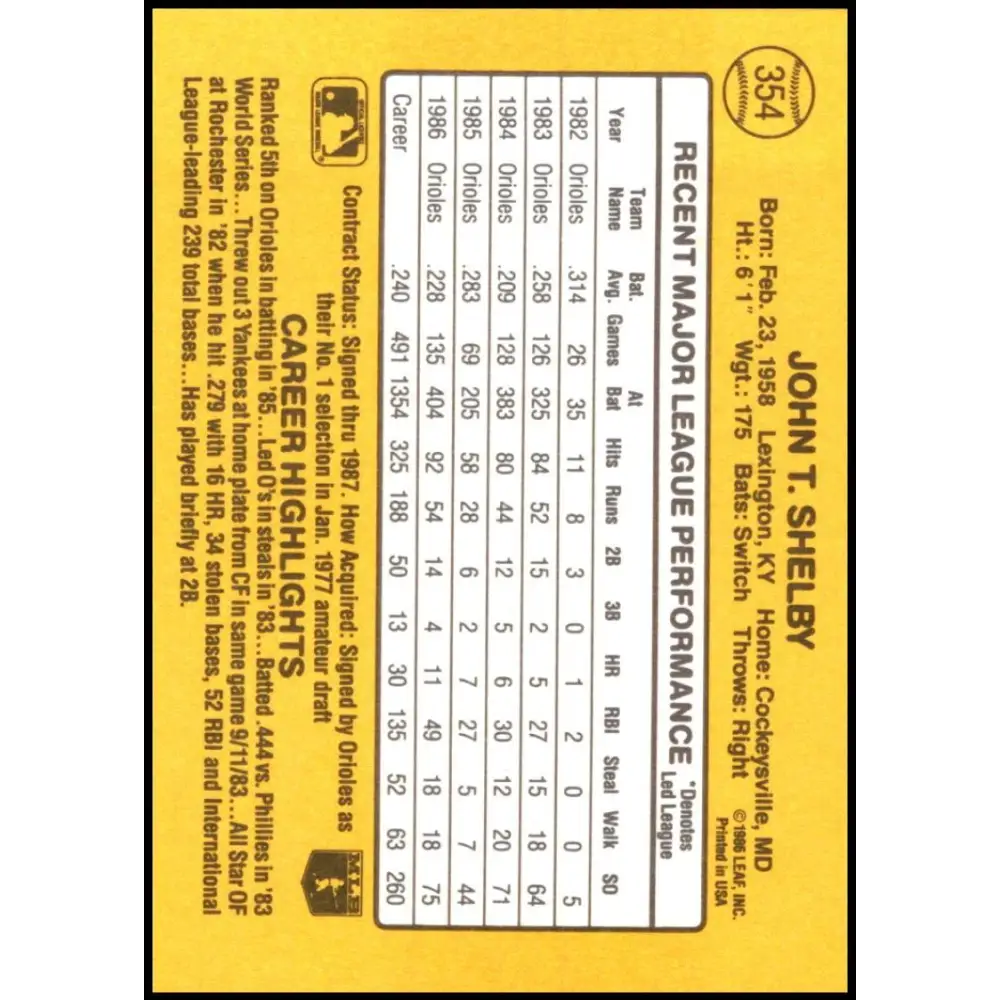 354
JOHN T. SHELBY
Born: Feb. 23, 1958 Lexington, KY Home: Cockeysville, MD
Ht.: 6'1" Wgt.: 175 Bats: Switch Throws: Right
©1986 LEAF, INC.
Printed in USA
RECENT MAJOR LEAGUE PERFORMANCE *Denotes Led League
Year Team Name Bat. Avg. Games At Bat Hits Runs 2B 3B HR RBI Steal Walk SO
1982 Orioles .314 26 35 11 8 3 0 1 2 0 0 5
1983 Orioles .258 126 325 84 52 15 2 5 27 15 18 64
1984 Orioles .209 128 383 80 44 12 5 6 30 12 20 71
1985 Orioles .283 69 205 58 28 6 2 7 27 5 7 44
1986 Orioles .228 135 404 92 54 14 4 11 49 18 18 75
Career .240 491 1354 325 188 50 13 30 135 52 63 260
Contract Status: Signed thru 1987. How Acquired: Signed by Orioles as
their No. 1 selection in Jan. 1977 amateur draft
MLB
CAREER HIGHLIGHTS
Ranked 5th on Orioles in batting in '85...Led O's in steals in '83...Batted .444 vs. Phillies in '83
World Series...Threw out 3 Yankees at home plate from CF in same game 9/11/83...All Star OF
at Rochester in '82 when he hit .279 with 16 HR, 34 stolen bases, 52 RBI and International
League-leading 239 total bases...Has played briefly at 2B.